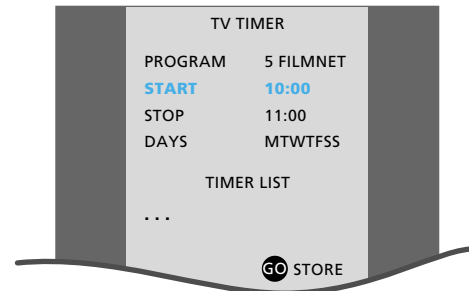 TV TIMER
PROGRAM 5 FILMNET
START 10:00
STOP 11:00
DAYS MTWTFSS
TIMER LIST
...
GO STORE